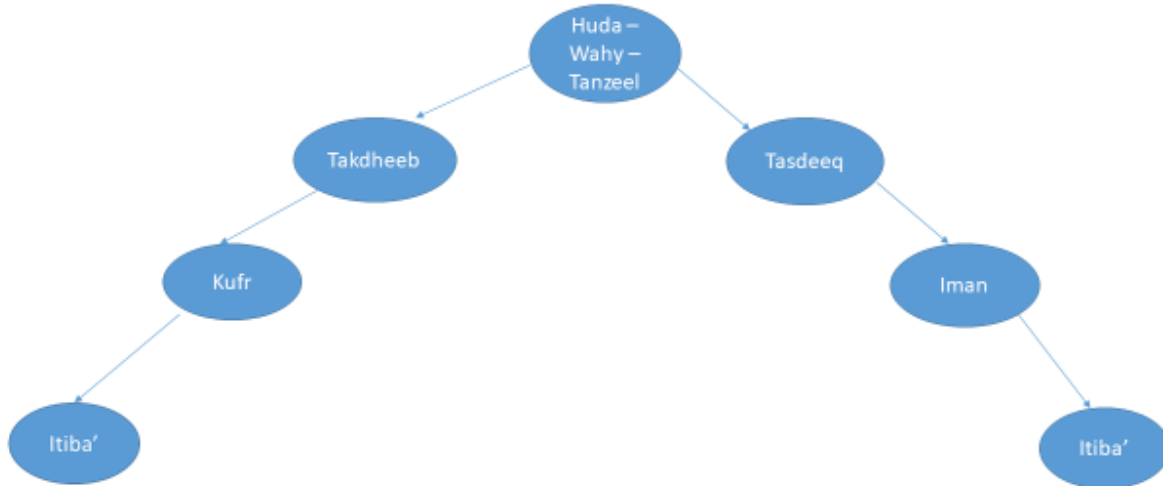 Huda –
Wahy –
Tanzeel
Takdheeb
Tasdeeq
Kufr
Iman
Itiba’
Itiba’